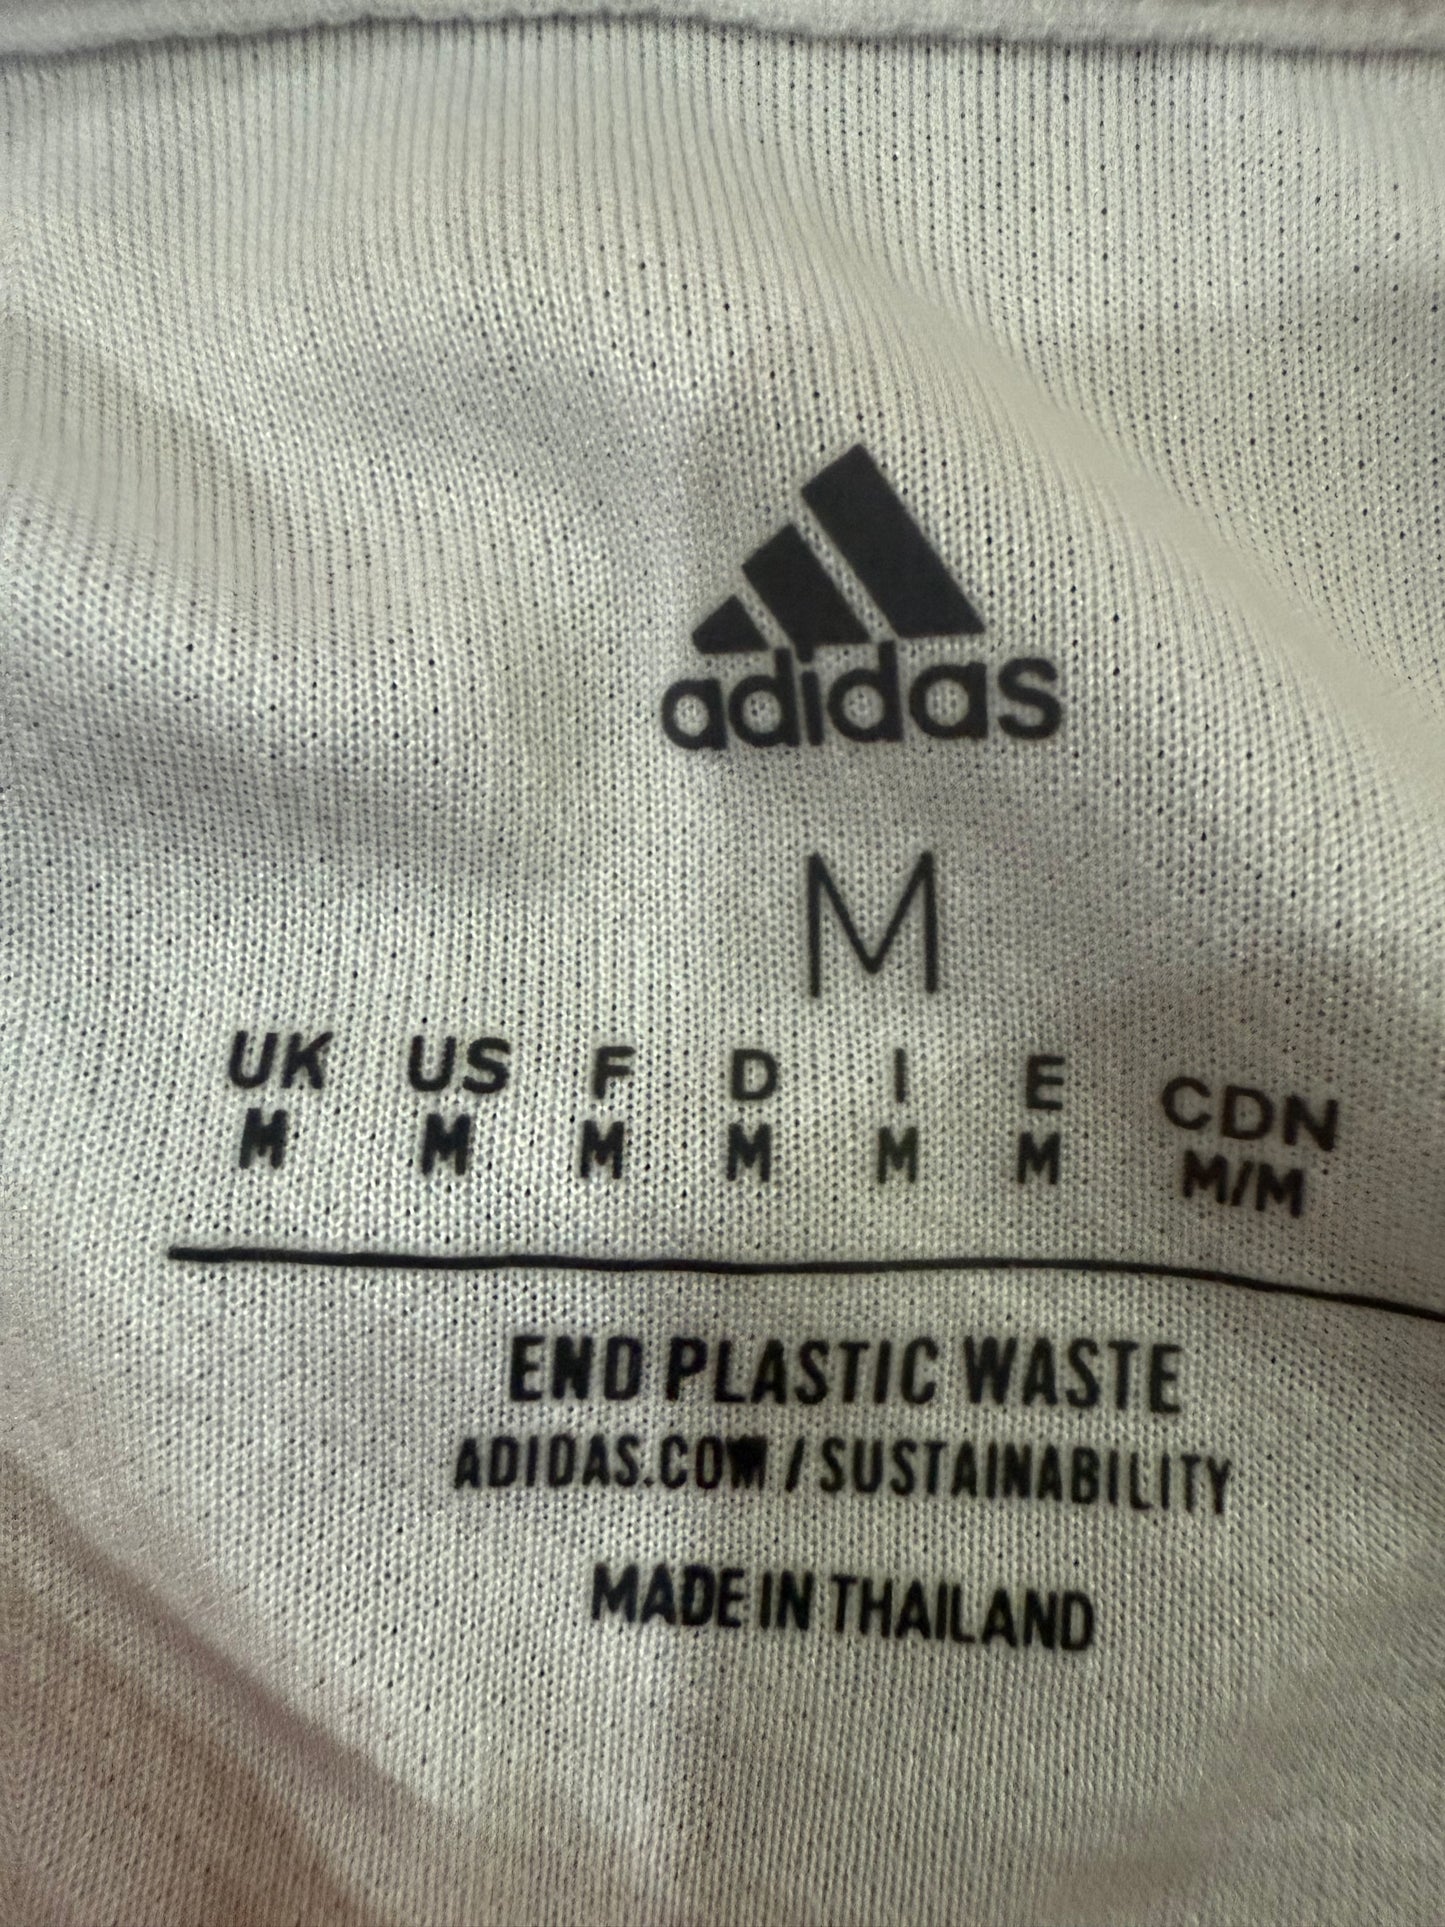 adidas
M
UK US F D I E CDN
M M M M M M M/M
END PLASTIC WASTE
ADIDAS.COM / SUSTAINABILITY
MADE IN THAILAND